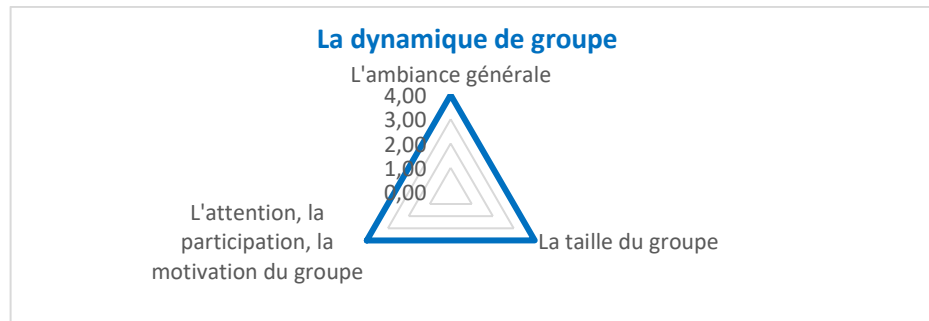 La dynamique de groupe
L'ambiance générale
4,00
3,00
2,00
1,00
0,00
L'attention, la
participation, la
motivation du groupe
La taille du groupe